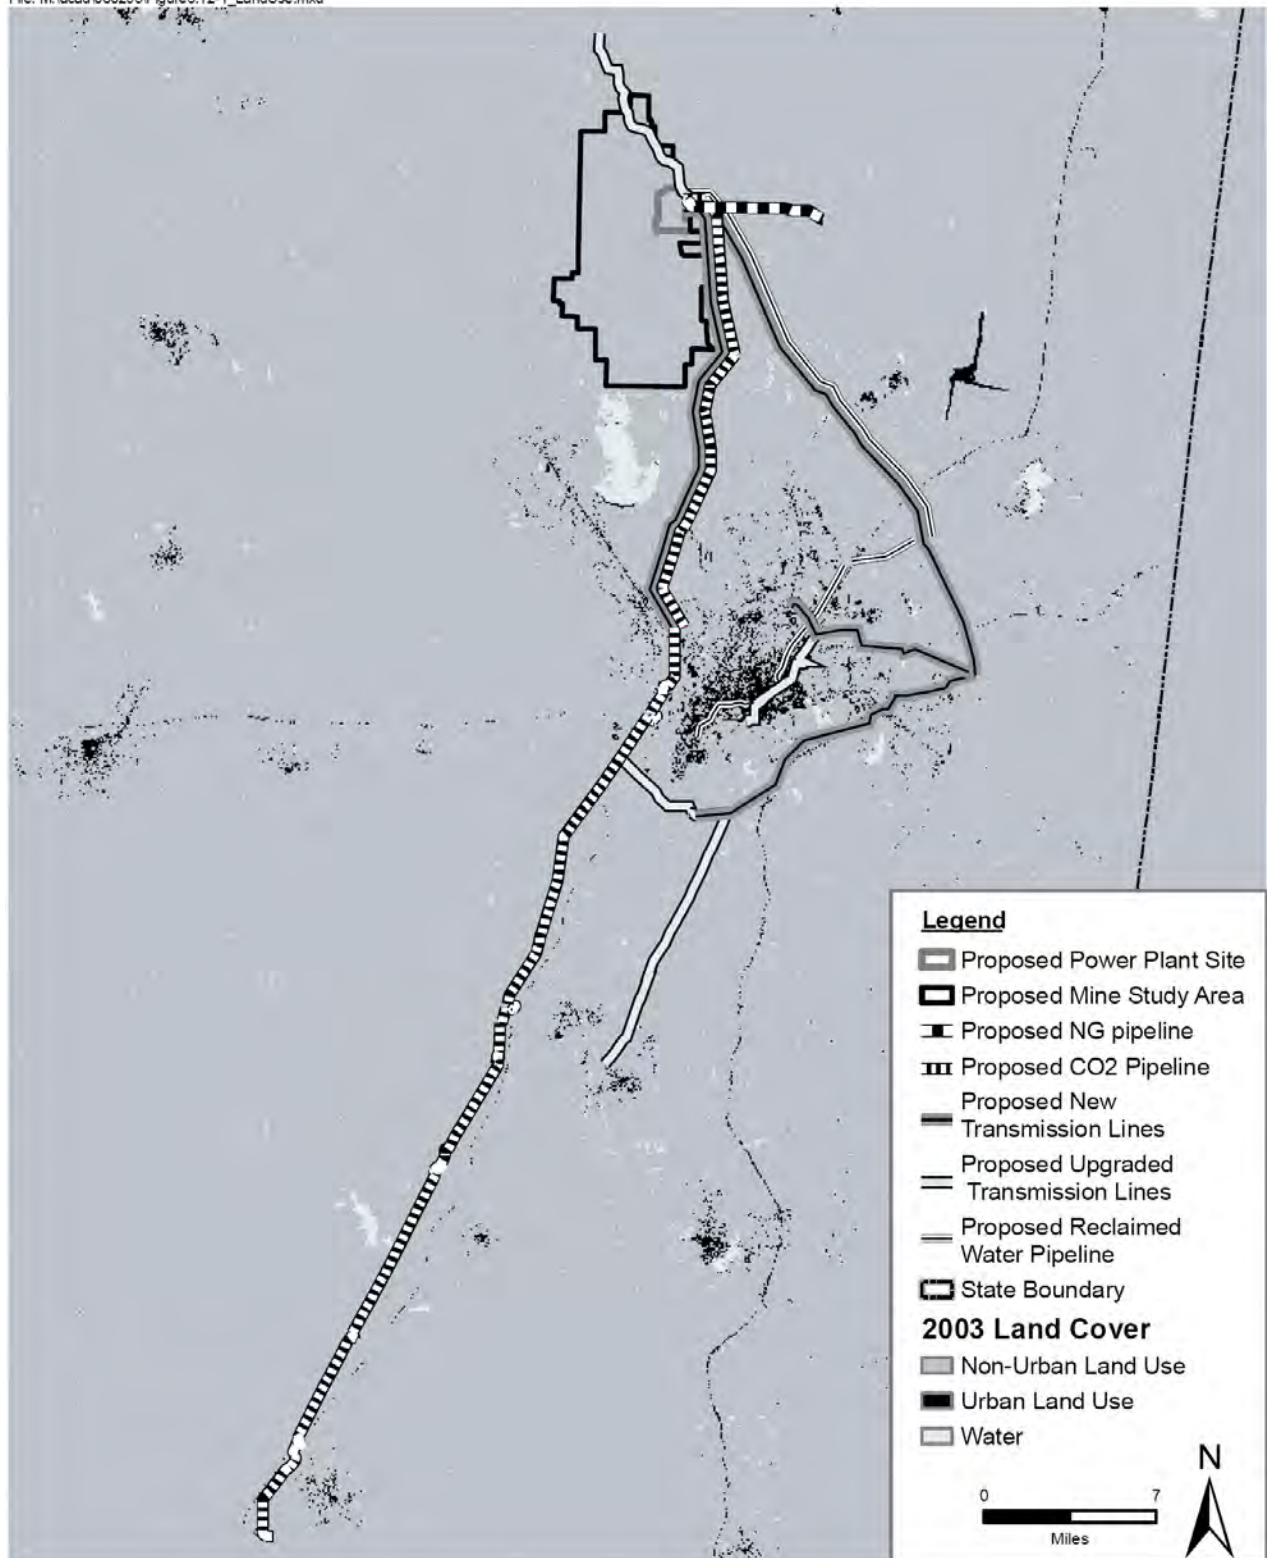 Legend
Proposed Power Plant Site
Proposed Mine Study Area
Proposed NG pipeline
Proposed CO2 Pipeline
Proposed New
Transmission Lines
Proposed Upgraded
Transmission Lines
Proposed Reclaimed
Water Pipeline
State Boundary
2003 Land Cover
Non-Urban Land Use
Urban Land Use
Water
N
0 7
Miles